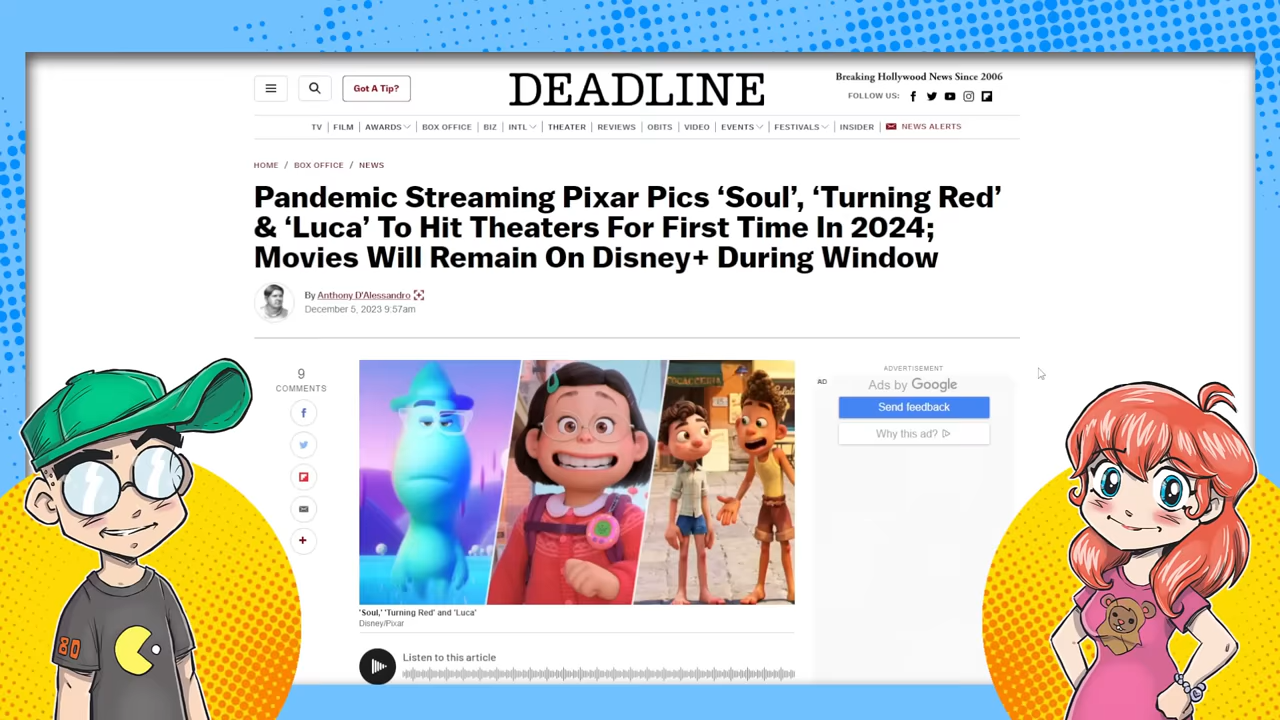 Got A Tip?
DEADLINE
Breaking Hollywood News Since 2006
FOLLOW US:
TV | FILM | AWARDS | BOX OFFICE | BIZ | INTL | THEATER | REVIEWS | OBITS | VIDEO | EVENTS | FESTIVALS | INSIDER | NEWS ALERTS
HOME / BOX OFFICE / NEWS
Pandemic Streaming Pixar Pics ‘Soul’, ‘Turning Red’
& ‘Luca’ To Hit Theaters For First Time In 2024;
Movies Will Remain On Disney+ During Window
By Anthony D'Alessandro
December 5, 2023 9:57am
9
COMMENTS
ADVERTISEMENT
AD
Ads by Google
Send feedback
Why this ad?
'Soul,' 'Turning Red' and 'Luca'
Disney/Pixar
Listen to this article
80